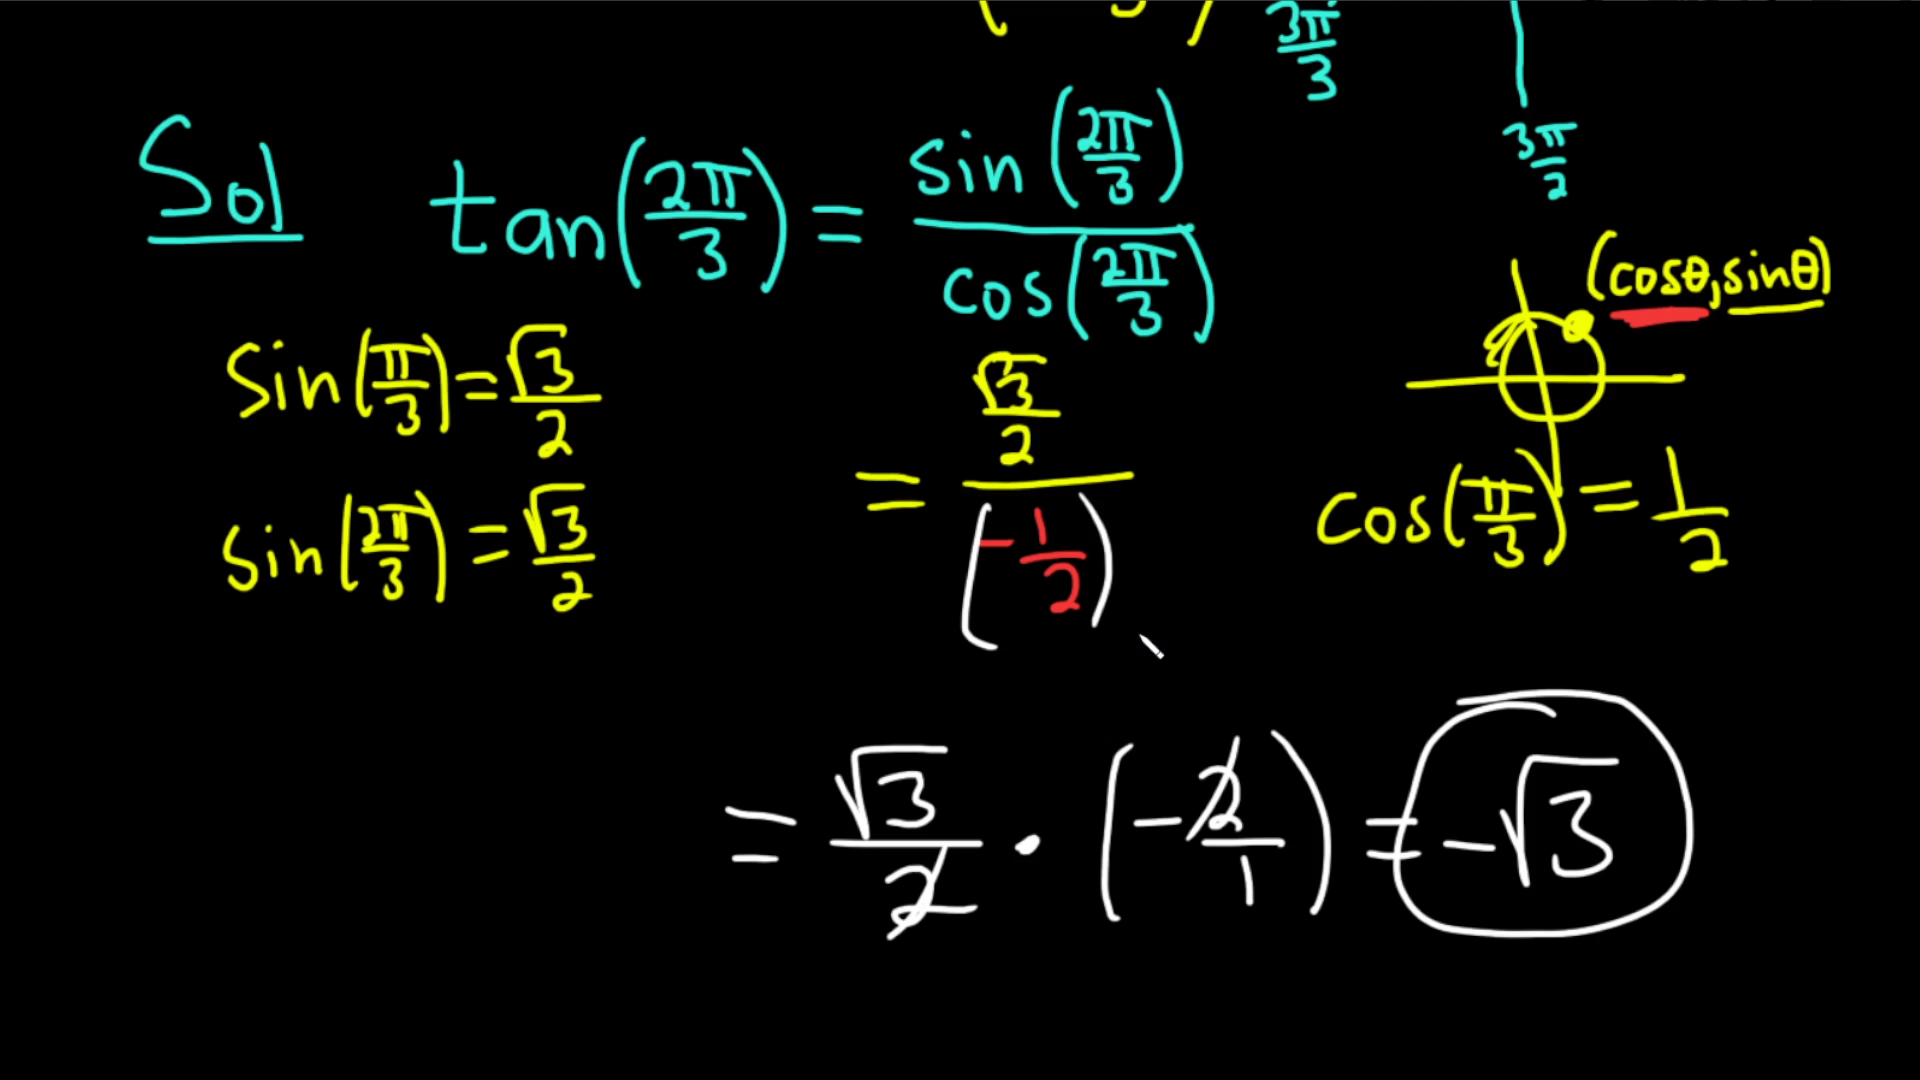 3π/3
3π/2
Sol tan(2π/3) = sin(2π/3)/cos(2π/3)
(cosθ, sinθ)
sin(π/3) = √3/2
= (√3/2)/(-1/2)
cos(π/3) = 1/2
sin(2π/3) = √3/2
= √3/2 · (-2/1) = -√3